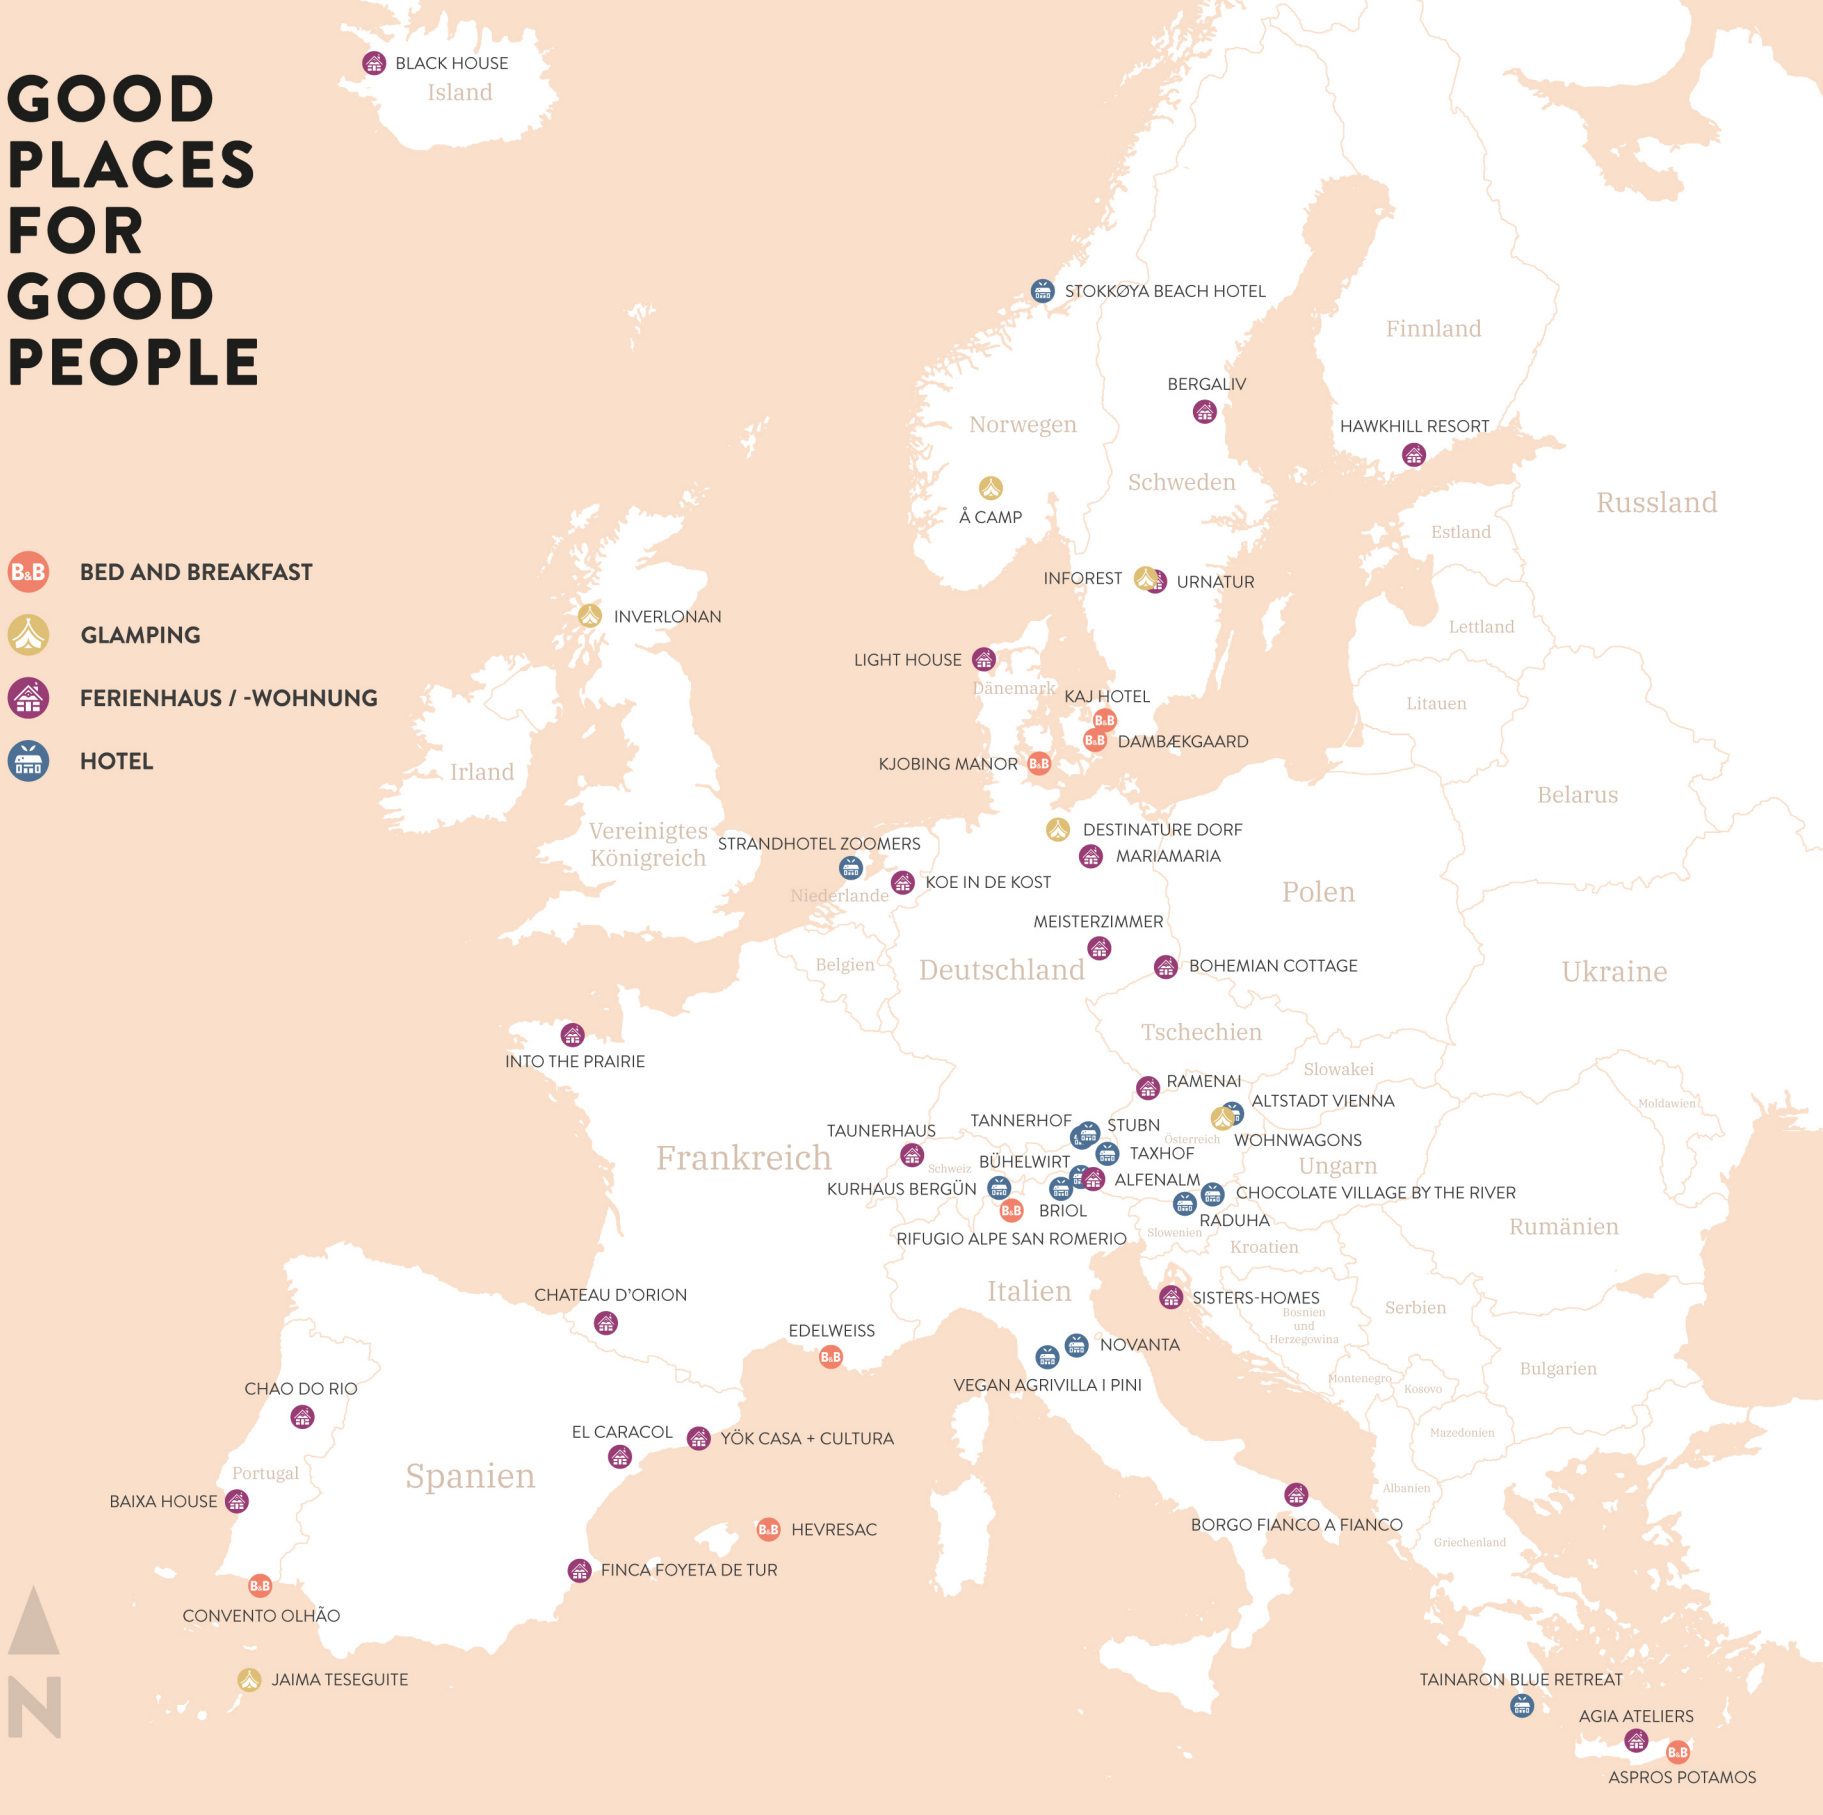 GOOD
PLACES
FOR
GOOD
PEOPLE
B&B BED AND BREAKFAST
GLAMPING
FERIENHAUS / -WOHNUNG
HOTEL
N
BLACK HOUSE
Island
STOKKØYA BEACH HOTEL
Finnland
BERGALIV
Norwegen
HAWKHILL RESORT
Schweden
Russland
Å CAMP
Estland
INFOREST
URNATUR
INVERLONAN
Lettland
LIGHT HOUSE
Dänemark
KAJ HOTEL
B&B
Litauen
B&B DAMBÆKGAARD
KJOBING MANOR B&B
Irland
Belarus
Vereinigtes
Königreich
DESTINATURE DORF
STRANDHOTEL ZOOMERS
MARIAMARIA
KOE IN DE KOST
Niederlande
Polen
MEISTERZIMMER
Belgien
Deutschland
BOHEMIAN COTTAGE
Ukraine
Tschechien
INTO THE PRAIRIE
Slowakei
RAMENAI
ALTSTADT VIENNA
Moldawien
TANNERHOF
STUBN
TAUNERHAUS
Österreich
WOHNWAGONS
Frankreich
TAXHOF
BÜHELWIRT
Schweiz
Ungarn
ALFENALM
KURHAUS BERGÜN
CHOCOLATE VILLAGE BY THE RIVER
B&B
BRIOL
RADUHA
Rumänien
Slowenien
RIFUGIO ALPE SAN ROMERIO
Kroatien
Italien
CHATEAU D'ORION
SISTERS-HOMES
Serbien
Bosnien
und
Herzegowina
EDELWEISS
B&B
NOVANTA
Bulgarien
VEGAN AGRIVILLA I PINI
Montenegro
Kosovo
CHAO DO RIO
EL CARACOL
YÖK CASA + CULTURA
Mazedonien
Portugal
Spanien
Albanien
BAIXA HOUSE
B&B HEVRESAC
BORGO FIANCO A FIANCO
Griechenland
FINCA FOYETA DE TUR
B&B
CONVENTO OLHÃO
JAIMA TESEGUITE
TAINARON BLUE RETREAT
AGIA ATELIERS
B&B
ASPROS POTAMOS